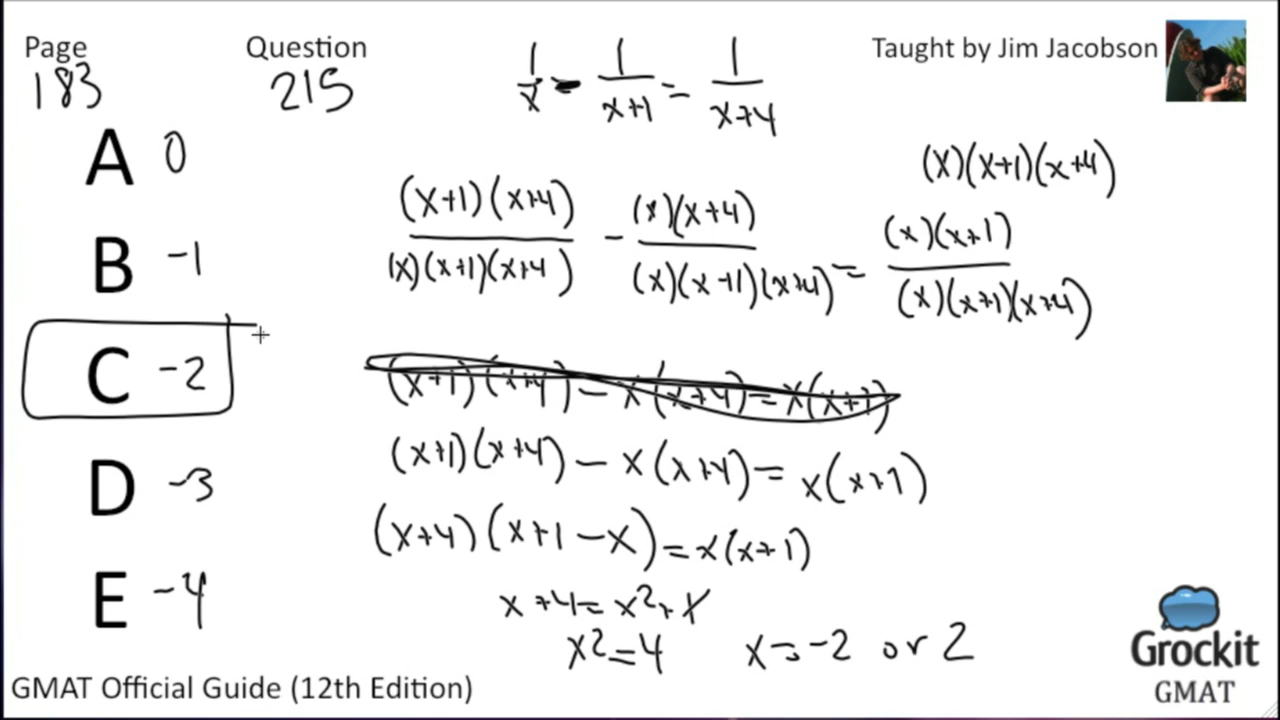 Page Question Taught by Jim Jacobson
183 215
1/x - 1/(x+1) = 1/(x+4)
A 0
(x)(x+1)(x+4)
(x+1)(x+4)/(x)(x+1)(x+4) - (x)(x+4)/(x)(x+1)(x+4) = (x)(x+1)/(x)(x+1)(x+4)
B -1
C -2
(x+1)(x+4) - x(x+4) = x(x+1)
(x+1)(x+4) - x(x+4) = x(x+1)
D -3
(x+4)(x+1-x) = x(x+1)
E -4
x+4 = x²+x
x²=4 x=-2 or 2
Grockit
GMAT
GMAT Official Guide (12th Edition)